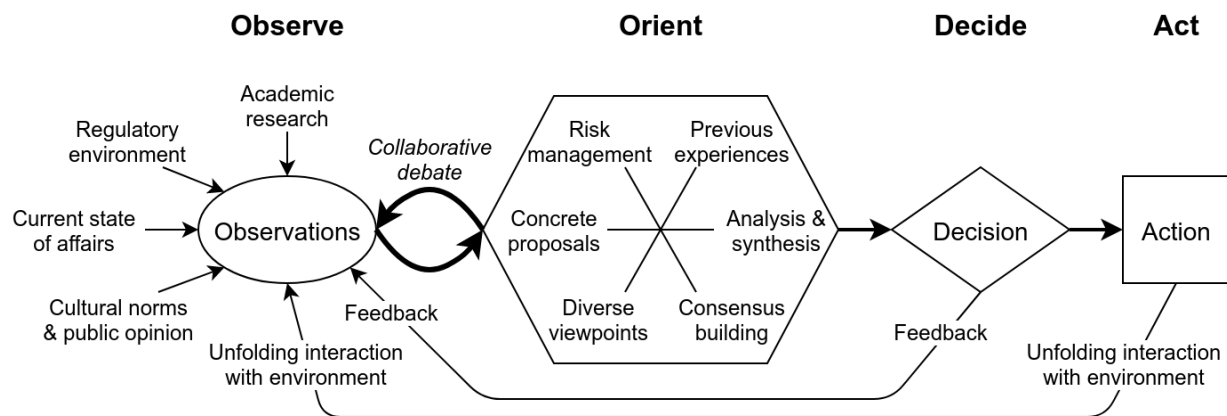 Observe
Orient
Decide
Act
Academic
research
Regulatory
environment
Current state
of affairs
Cultural norms
& public opinion
Observations
Unfolding interaction
with environment
Feedback
Collaborative
debate
Risk
management
Previous
experiences
Concrete
proposals
Analysis &
synthesis
Diverse
viewpoints
Consensus
building
Decision
Feedback
Action
Unfolding interaction
with environment